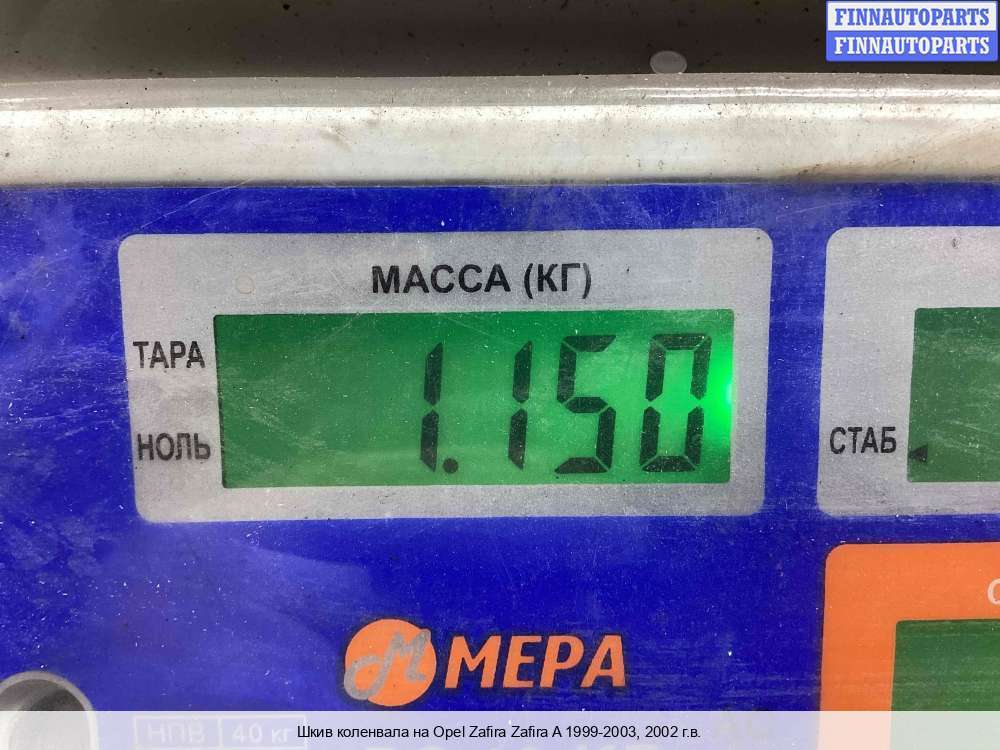 FINNAUTOPARTS
FINNAUTOPARTS
МАССА (КГ)
ТАРА
1.150
НОЛЬ
СТАБ
МЕРА
НПВ 40 кг
Шкив коленвала на Opel Zafira Zafira A 1999-2003, 2002 г.в.